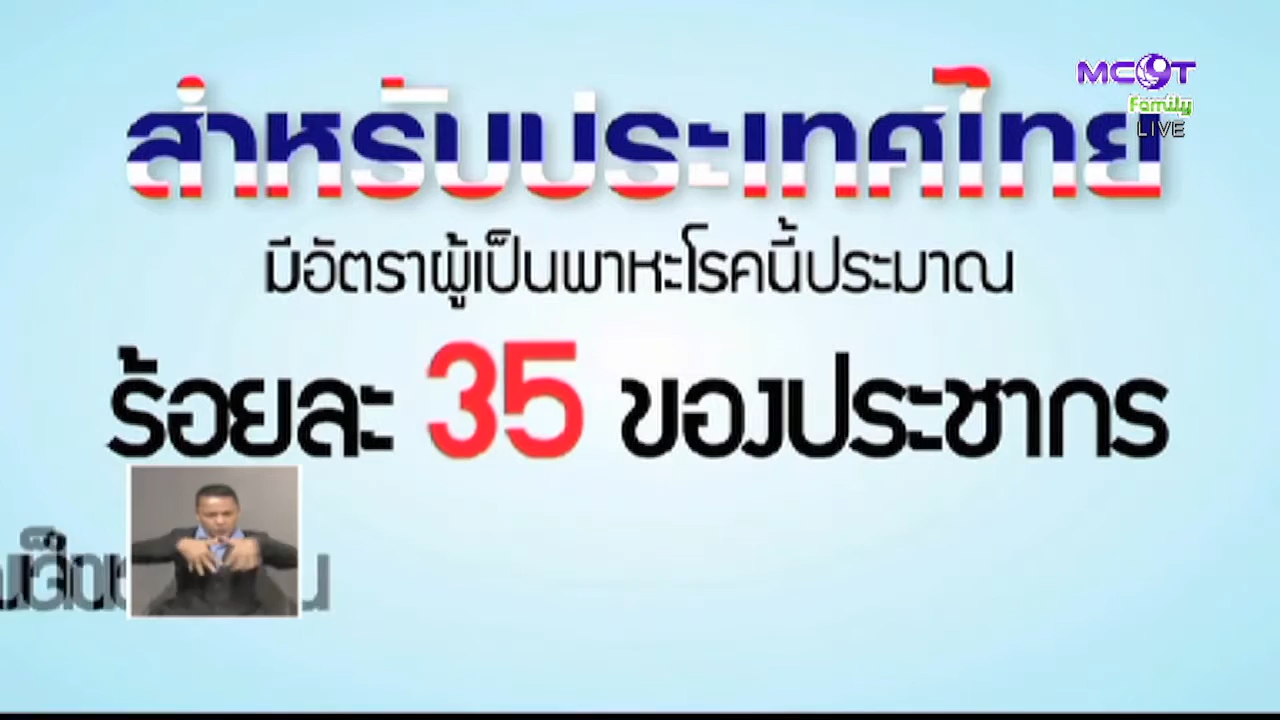 MCOT
family
LIVE
สำหรับประเทศไทย
มีอัตราผู้เป็นพาหะโรคนี้ประมาณ
ร้อยละ 35 ของประชากร